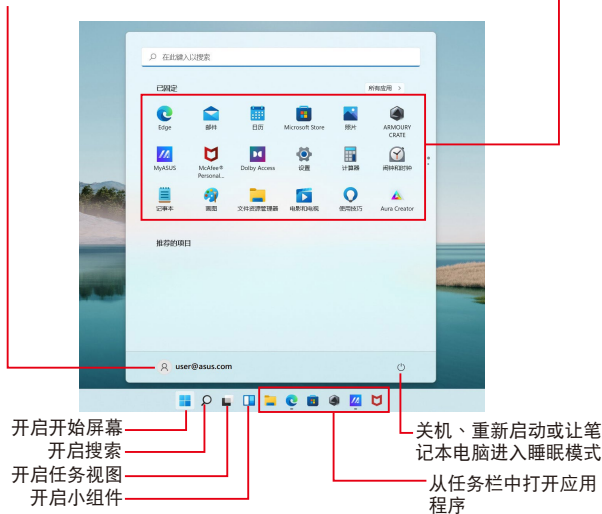 在此键入以搜索
已固定
所有应用 >
Edge
邮件
日历
Microsoft Store
照片
ARMOURY
CRATE
MyASUS
McAfee®
Personal...
Dolby Access
设置
计算器
闹钟和时钟
记事本
画图
文件资源管理器
电影和电视
使用技巧
Aura Creator
推荐的项目
user@asus.com
开启开始屏幕
开启搜索
开启任务视图
开启小组件
关机、重新启动或让笔
记本电脑进入睡眠模式
从任务栏中打开应用
程序